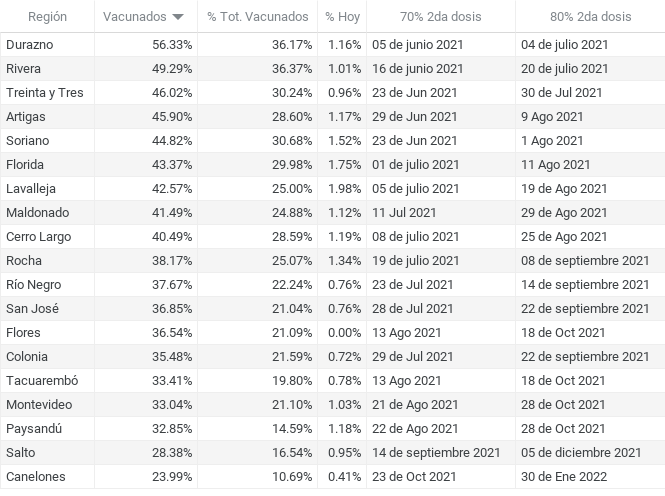 Región Vacunados % Tot. Vacunados % Hoy 70% 2da dosis 80% 2da dosis
Durazno 56.33% 36.17% 1.16% 05 de junio 2021 04 de julio 2021
Rivera 49.29% 36.37% 1.01% 16 de junio 2021 20 de julio 2021
Treinta y Tres 46.02% 30.24% 0.96% 23 de Jun 2021 30 de Jul 2021
Artigas 45.90% 28.60% 1.17% 29 de Jun 2021 9 Ago 2021
Soriano 44.82% 30.68% 1.52% 23 de Jun 2021 1 Ago 2021
Florida 43.37% 29.98% 1.75% 01 de julio 2021 11 Ago 2021
Lavalleja 42.57% 25.00% 1.98% 05 de julio 2021 19 de Ago 2021
Maldonado 41.49% 24.88% 1.12% 11 Jul 2021 29 de Ago 2021
Cerro Largo 40.49% 28.59% 1.19% 08 de julio 2021 25 de Ago 2021
Rocha 38.17% 25.07% 1.34% 19 de julio 2021 08 de septiembre 2021
Río Negro 37.67% 22.24% 0.76% 23 de Jul 2021 14 de septiembre 2021
San José 36.85% 21.04% 0.76% 28 de Jul 2021 22 de septiembre 2021
Flores 36.54% 21.09% 0.00% 13 Ago 2021 18 de Oct 2021
Colonia 35.48% 21.59% 0.72% 29 de Jul 2021 22 de septiembre 2021
Tacuarembó 33.41% 19.80% 0.78% 13 Ago 2021 18 de Oct 2021
Montevideo 33.04% 21.10% 1.03% 21 de Ago 2021 28 de Oct 2021
Paysandú 32.85% 14.59% 1.18% 22 de Ago 2021 28 de Oct 2021
Salto 28.38% 16.54% 0.95% 14 de septiembre 2021 05 de diciembre 2021
Canelones 23.99% 10.69% 0.41% 23 de Oct 2021 30 de Ene 2022